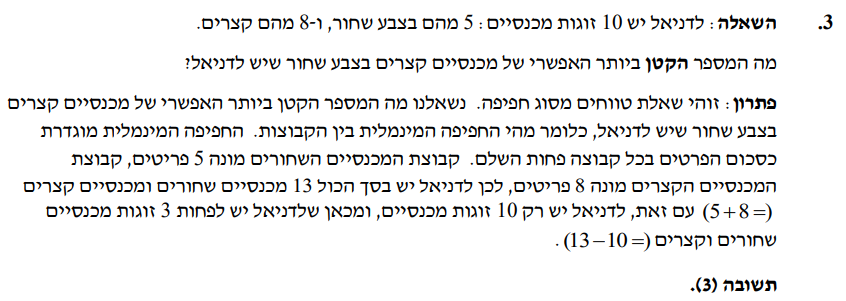 3. השאלה: לדניאל יש 10 זוגות מכנסיים: 5 מהם בצבע שחור, ו-8 מהם קצרים.
מה המספר הקטן ביותר האפשרי של מכנסיים קצרים בצבע שחור שיש לדניאל?
פתרון: זוהי שאלת טווחים מסוג חפיפה. נשאלנו מה המספר הקטן ביותר האפשרי של מכנסיים קצרים
בצבע שחור שיש לדניאל, כלומר מהי החפיפה המינמלית בין הקבוצות. החפיפה המינמלית מוגדרת
כסכום הפרטים בכל קבוצה פחות השלם. קבוצת המכנסיים השחורים מונה 5 פריטים, קבוצת
המכנסיים הקצרים מונה 8 פריטים, לכן לדניאל יש בסך הכול 13 מכנסיים שחורים ומכנסיים קצרים
(5+8=) עם זאת, לדניאל יש רק 10 זוגות מכנסיים, ומכאן שלדניאל יש לפחות 3 זוגות מכנסיים
שחורים וקצרים (13−10=).
תשובה (3).